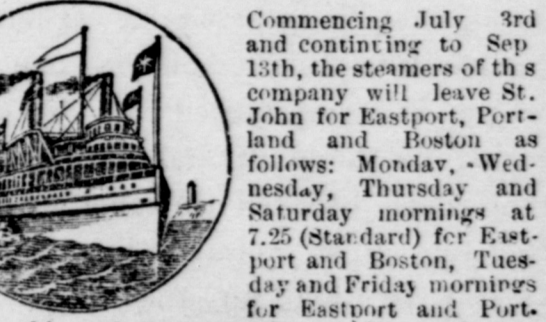 Commencing July 3rd
and continuing to Sep
13th, the steamers of th s
company will leave St.
John for Eastport, Port-
land and Boston as
follows: Monday, -Wed-
nesday, Thursday and
Saturday mornings at
7.25 (Standard) for East-
port and Boston, Tues-
day and Friday mornings
for Eastport and Port-